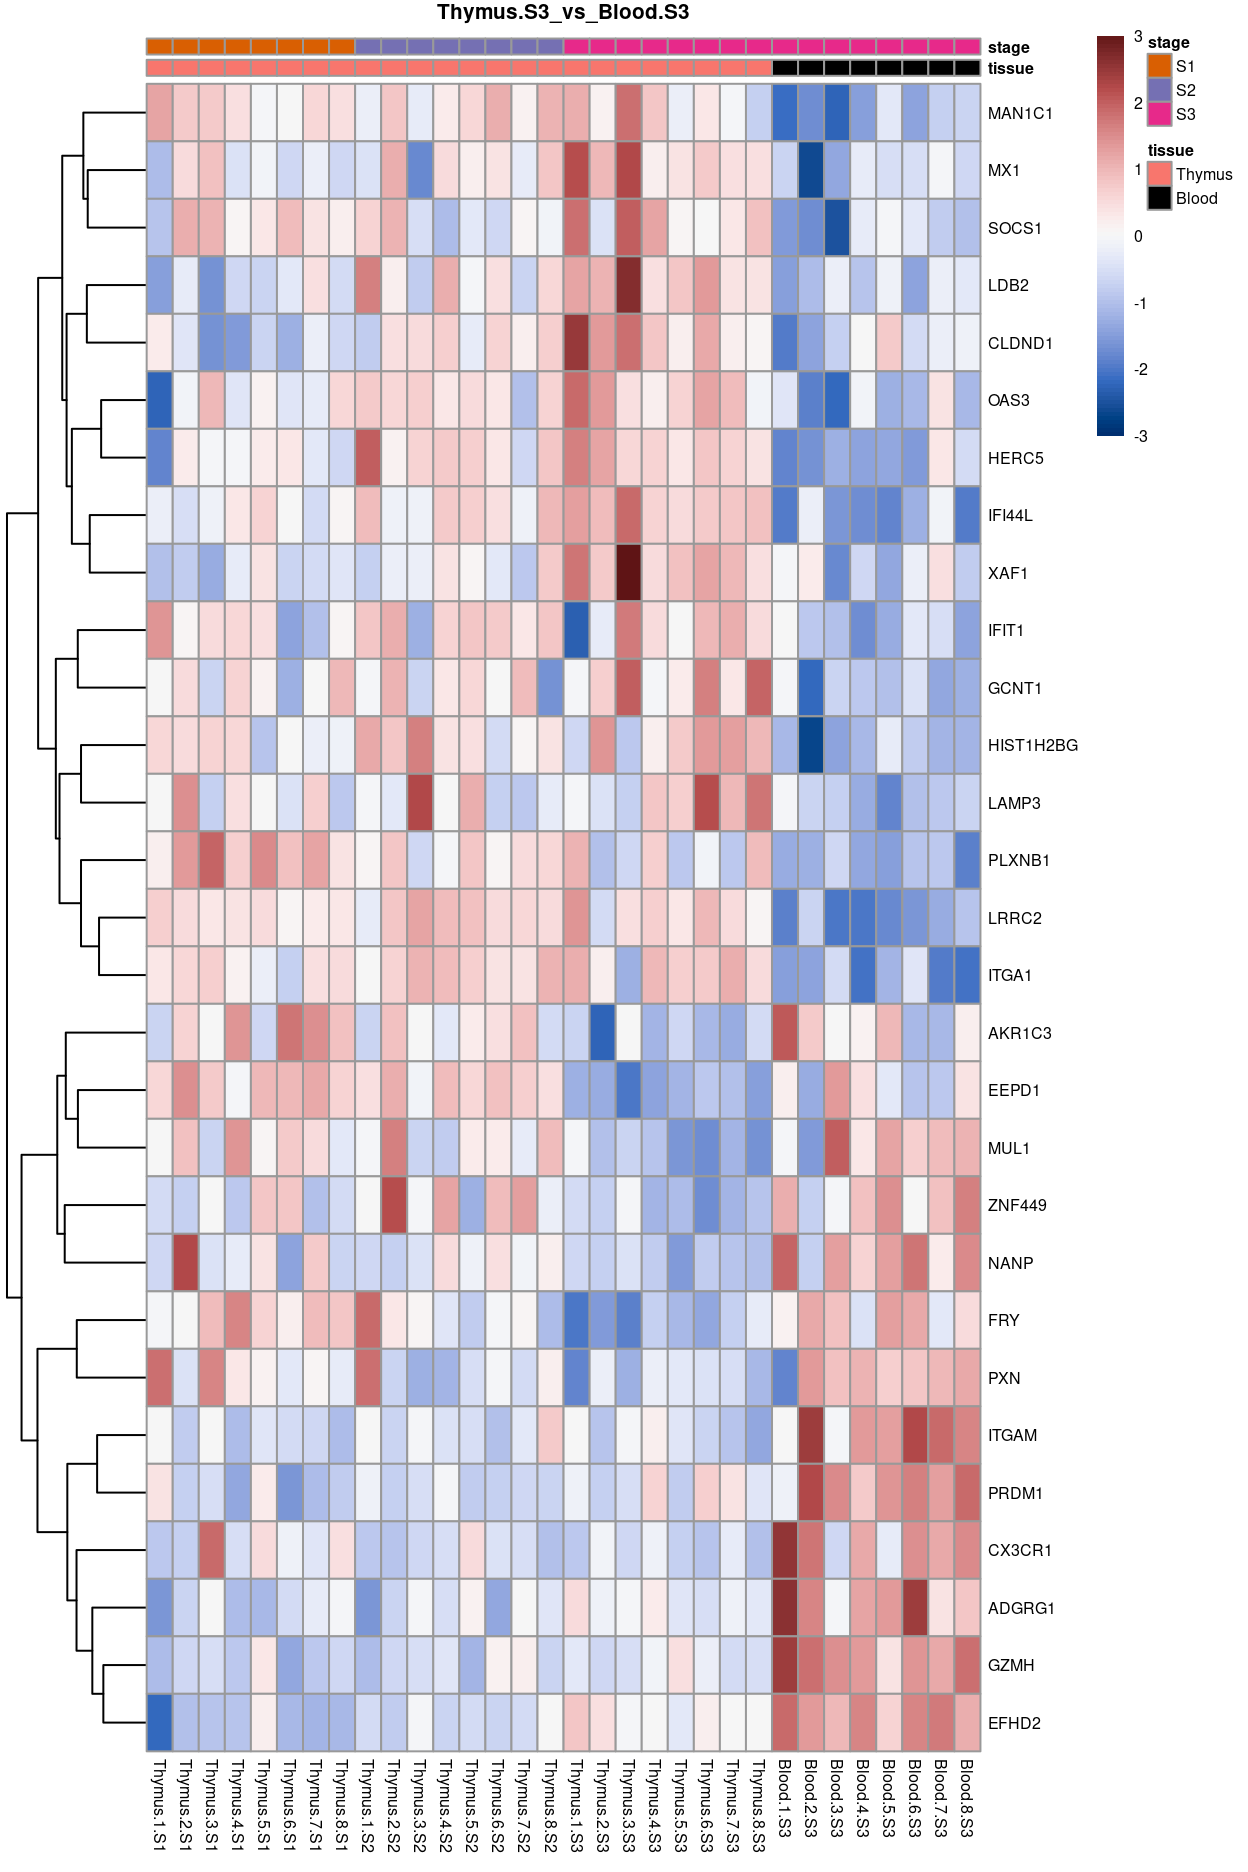 Thymus.S3_vs_Blood.S3
stage
tissue
MAN1C1
MX1
SOCS1
LDB2
CLDND1
OAS3
HERC5
IFI44L
XAF1
IFIT1
GCNT1
HIST1H2BG
LAMP3
PLXNB1
LRRC2
ITGA1
AKR1C3
EEPD1
MUL1
ZNF449
NANP
FRY
PXN
ITGAM
PRDM1
CX3CR1
ADGRG1
GZMH
EFHD2
Thymus.1.S1
Thymus.2.S1
Thymus.3.S1
Thymus.4.S1
Thymus.5.S1
Thymus.6.S1
Thymus.7.S1
Thymus.8.S1
Thymus.1.S2
Thymus.2.S2
Thymus.3.S2
Thymus.4.S2
Thymus.5.S2
Thymus.6.S2
Thymus.7.S2
Thymus.8.S2
Thymus.1.S3
Thymus.2.S3
Thymus.3.S3
Thymus.4.S3
Thymus.5.S3
Thymus.6.S3
Thymus.7.S3
Thymus.8.S3
Blood.1.S3
Blood.2.S3
Blood.3.S3
Blood.4.S3
Blood.5.S3
Blood.6.S3
Blood.7.S3
Blood.8.S3
3
2
1
0
-1
-2
-3
stage
S1
S2
S3
tissue
Thymus
Blood